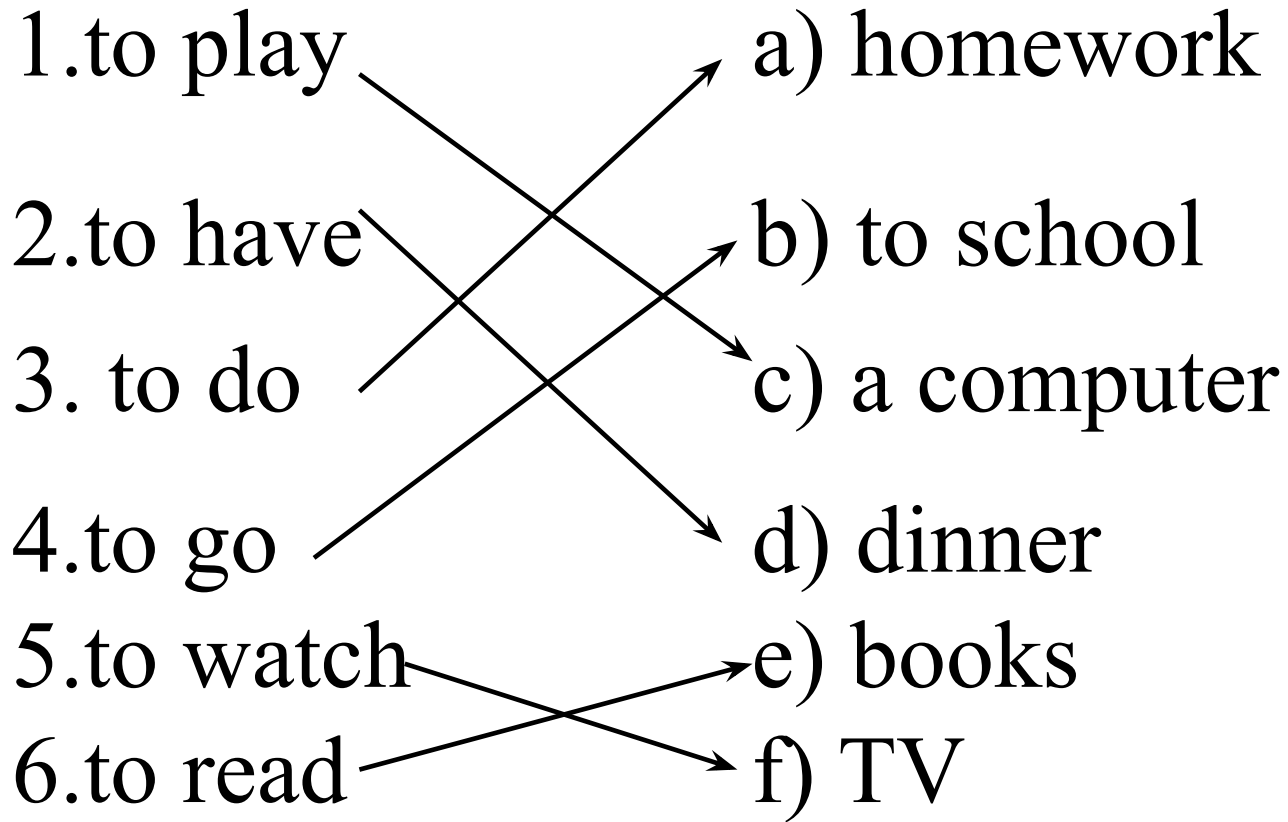 1.to play a) homework
2.to have b) to school
3. to do c) a computer
4.to go d) dinner
5.to watch e) books
6.to read f) TV